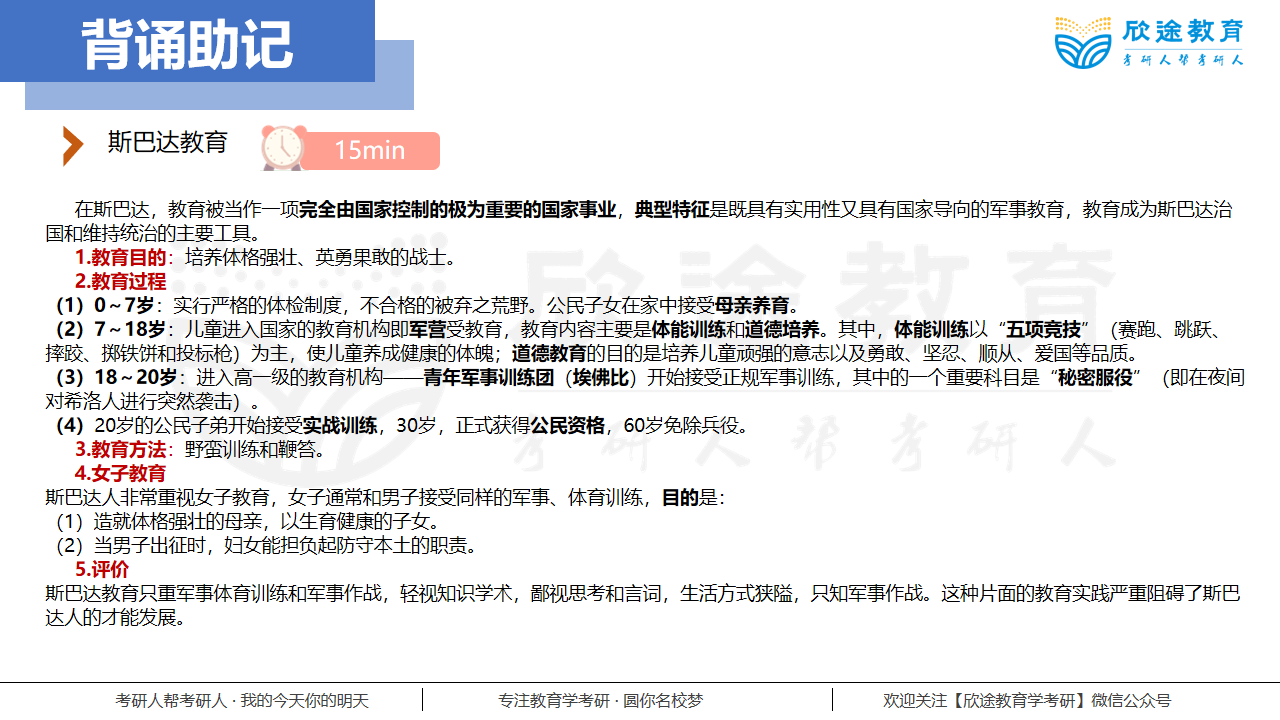 背诵助记
欣途教育
考研人帮考研人
斯巴达教育
15min
在斯巴达，教育被当作一项完全由国家控制的极为重要的国家事业，典型特征是既具有实用性又具有国家导向的军事教育，教育成为斯巴达治
国和维持统治的主要工具。
1.教育目的：培养体格强壮、英勇果敢的战士。
2.教育过程
（1）0～7岁：实行严格的体检制度，不合格的被弃之荒野。公民子女在家中接受母亲养育。
（2）7～18岁：儿童进入国家的教育机构即军营受教育，教育内容主要是体能训练和道德培养。其中，体能训练以“五项竞技”（赛跑、跳跃、
摔跤、掷铁饼和投标枪）为主，使儿童养成健康的体魄；道德教育的目的是培养儿童顽强的意志以及勇敢、坚忍、顺从、爱国等品质。
（3）18～20岁：进入高一级的教育机构——青年军事训练团（埃佛比）开始接受正规军事训练，其中的一个重要科目是“秘密服役”（即在夜间
对希洛人进行突然袭击）。
（4）20岁的公民子弟开始接受实战训练，30岁，正式获得公民资格，60岁免除兵役。
3.教育方法：野蛮训练和鞭笞。
4.女子教育
斯巴达人非常重视女子教育，女子通常和男子接受同样的军事、体育训练，目的是：
（1）造就体格强壮的母亲，以生育健康的子女。
（2）当男子出征时，妇女能担负起防守本土的职责。
5.评价
斯巴达教育只重军事体育训练和军事作战，轻视知识学术，鄙视思考和言词，生活方式狭隘，只知军事作战。这种片面的教育实践严重阻碍了斯巴
达人的才能发展。
欣途教育
考研人帮考研人
考研人帮考研人·我的今天你的明天
专注教育学考研·圆你名校梦
欢迎关注【欣途教育学考研】微信公众号